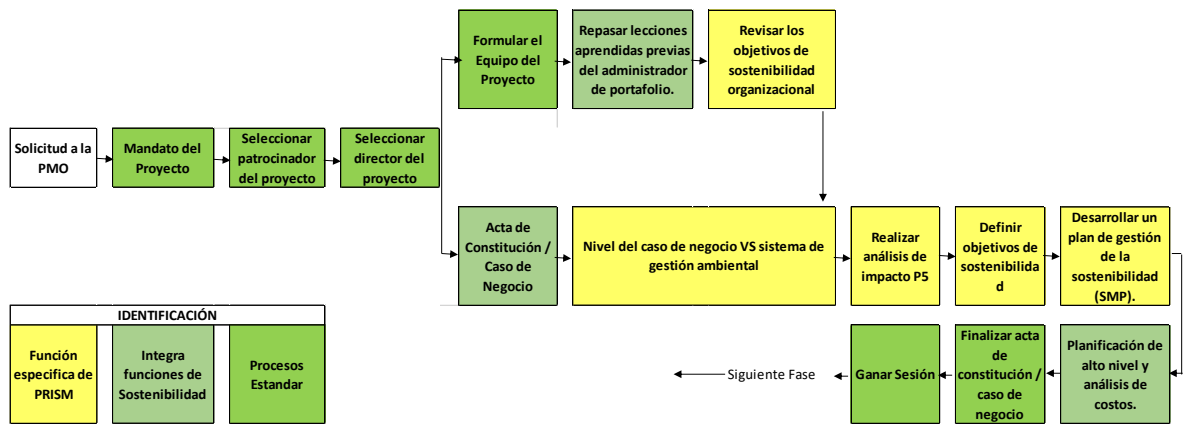 Formular el
Equipo del
Proyecto
Repasar lecciones
aprendidas previas
del administrador
de portafolio.
Revisar los
objetivos de
sostenibilidad
organizacional
Solicitud a la
PMO
Mandato del
Proyecto
Seleccionar
patrocinador
del proyecto
Seleccionar
director del
proyecto
Acta de
Constitución /
Caso de
Negocio
Nivel del caso de negocio VS sistema de
gestión ambiental
Realizar
análisis de
impacto P5
Definir
objetivos de
sostenibilida
d
Desarrollar un
plan de gestión
de la
sostenibilidad
(SMP).
IDENTIFICACIÓN
Función
especifica de
PRISM
Integra
funciones de
Sostenibilidad
Procesos
Estandar
Siguiente Fase
Ganar Sesión
Finalizar acta
de
constitución /
caso de
negocio
Planificación de
alto nivel y
análisis de
costos.